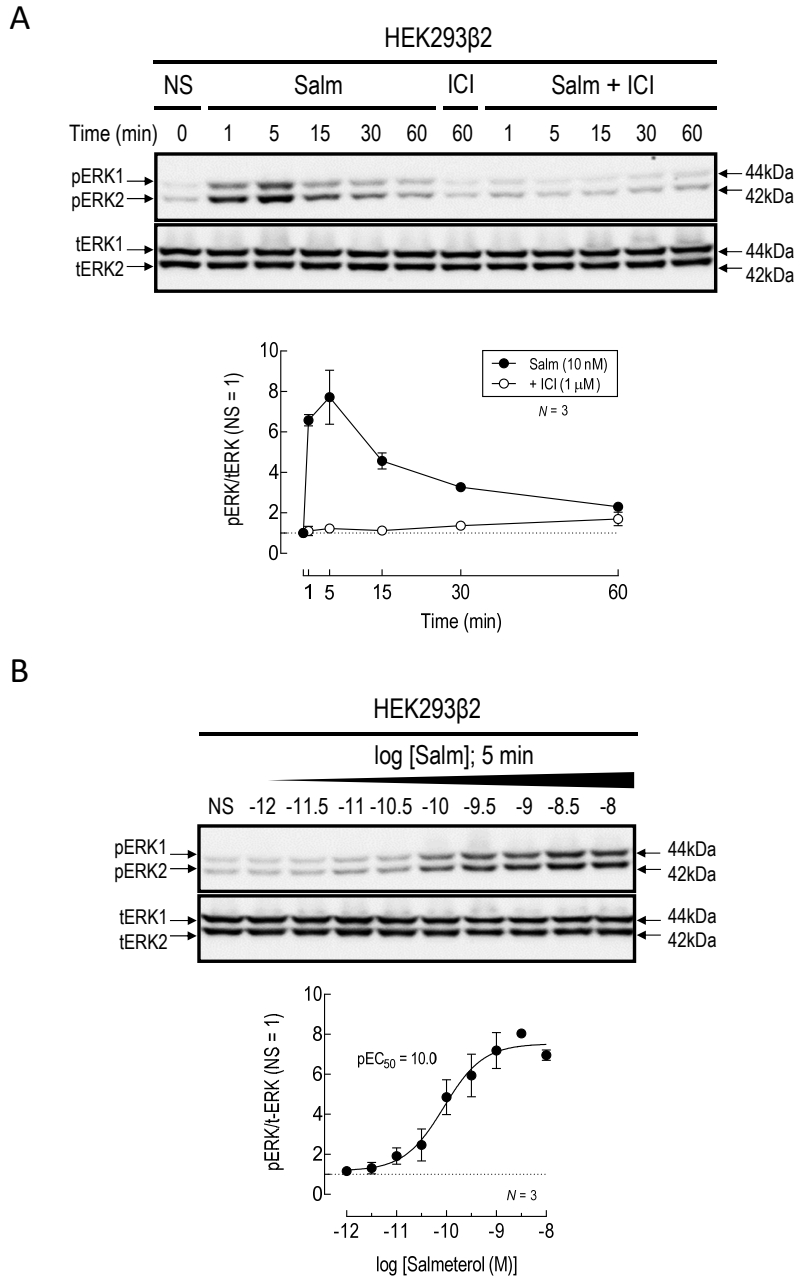 A
HEK293β2
NS Salm ICI Salm + ICI
Time (min) 0 1 5 15 30 60 60 1 5 15 30 60
pERK1 44kDa
pERK2 42kDa
tERK1 44kDa
tERK2 42kDa
10
8
6
4
2
0
pERK/tERK (NS = 1)
Salm (10 nM)
+ ICI (1 μM)
N = 3
1 5 15 30 60
Time (min)
B
HEK293β2
log [Salm]; 5 min
NS -12 -11.5 -11 -10.5 -10 -9.5 -9 -8.5 -8
pERK1 44kDa
pERK2 42kDa
tERK1 44kDa
tERK2 42kDa
10
8
6
4
2
0
pERK/t-ERK (NS = 1)
pEC50 = 10.0
N = 3
-12 -11 -10 -9 -8
log [Salmeterol (M)]